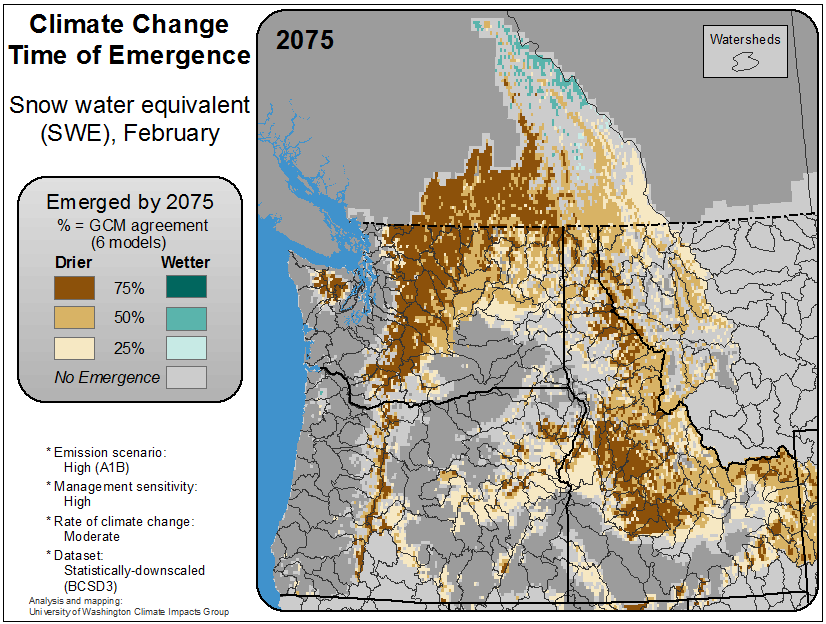 Climate Change
Time of Emergence
Snow water equivalent
(SWE), February
Emerged by 2075
% = GCM agreement
(6 models)
Drier Wetter
75%
50%
25%
No Emergence
* Emission scenario:
High (A1B)
* Management sensitivity:
High
* Rate of climate change:
Moderate
* Dataset:
Statistically-downscaled
(BCSD3)
Analysis and mapping:
University of Washington Climate Impacts Group
2075
Watersheds